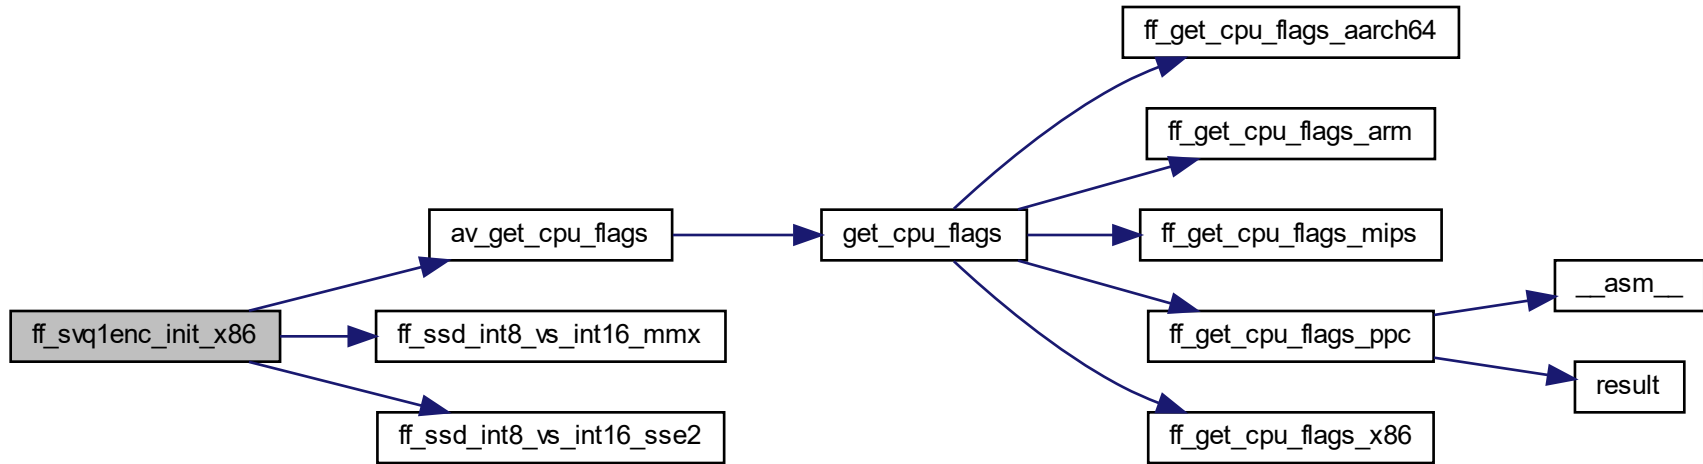 ff_get_cpu_flags_aarch64
ff_get_cpu_flags_arm
av_get_cpu_flags
get_cpu_flags
ff_get_cpu_flags_mips
__asm__
ff_svq1enc_init_x86
ff_ssd_int8_vs_int16_mmx
ff_get_cpu_flags_ppc
result
ff_ssd_int8_vs_int16_sse2
ff_get_cpu_flags_x86